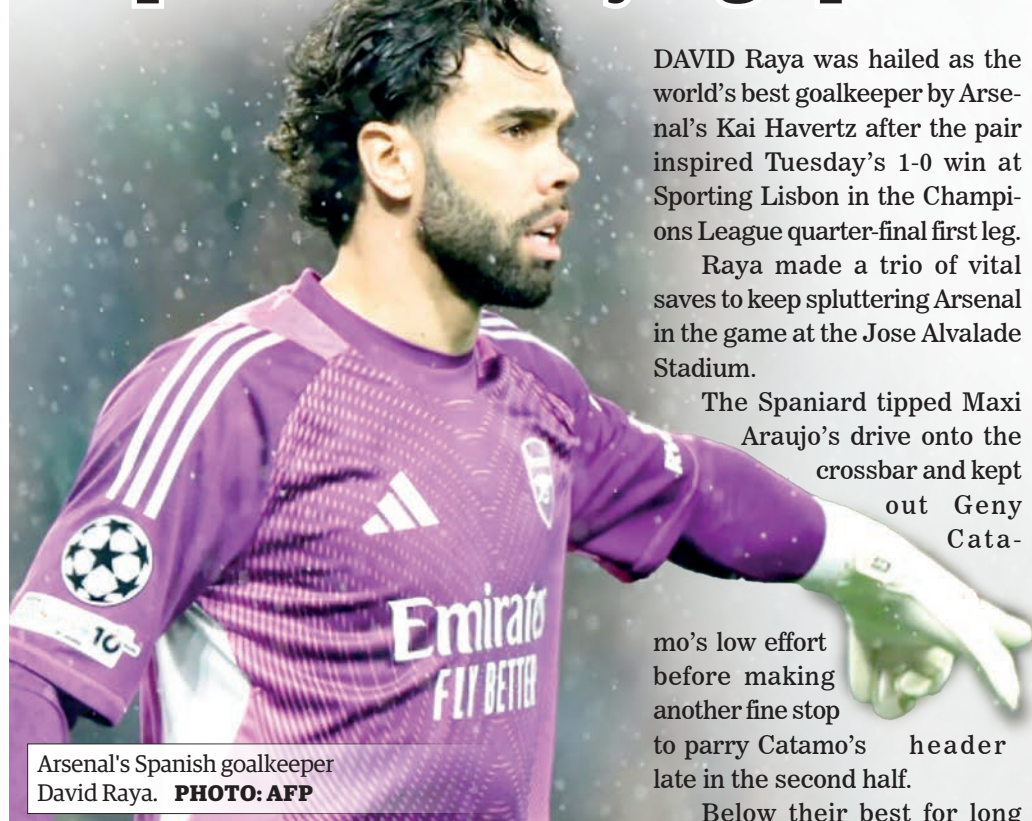 DAVID Raya was hailed as the
world's best goalkeeper by Arse-
nal's Kai Havertz after the pair
inspired Tuesday's 1-0 win at
Sporting Lisbon in the Champi-
ons League quarter-final first leg.
Raya made a trio of vital
saves to keep spluttering Arsenal
in the game at the Jose Alvalade
Stadium.
The Spaniard tipped Maxi
Araujo's drive onto the
crossbar and kept
out Geny
Cata-
mo's low effort
before making
another fine stop
to parry Catamo's header
late in the second half.
Below their best for long
Emirates
FLY BETTER
10
Arsenal's Spanish goalkeeper
David Raya. PHOTO: AFP